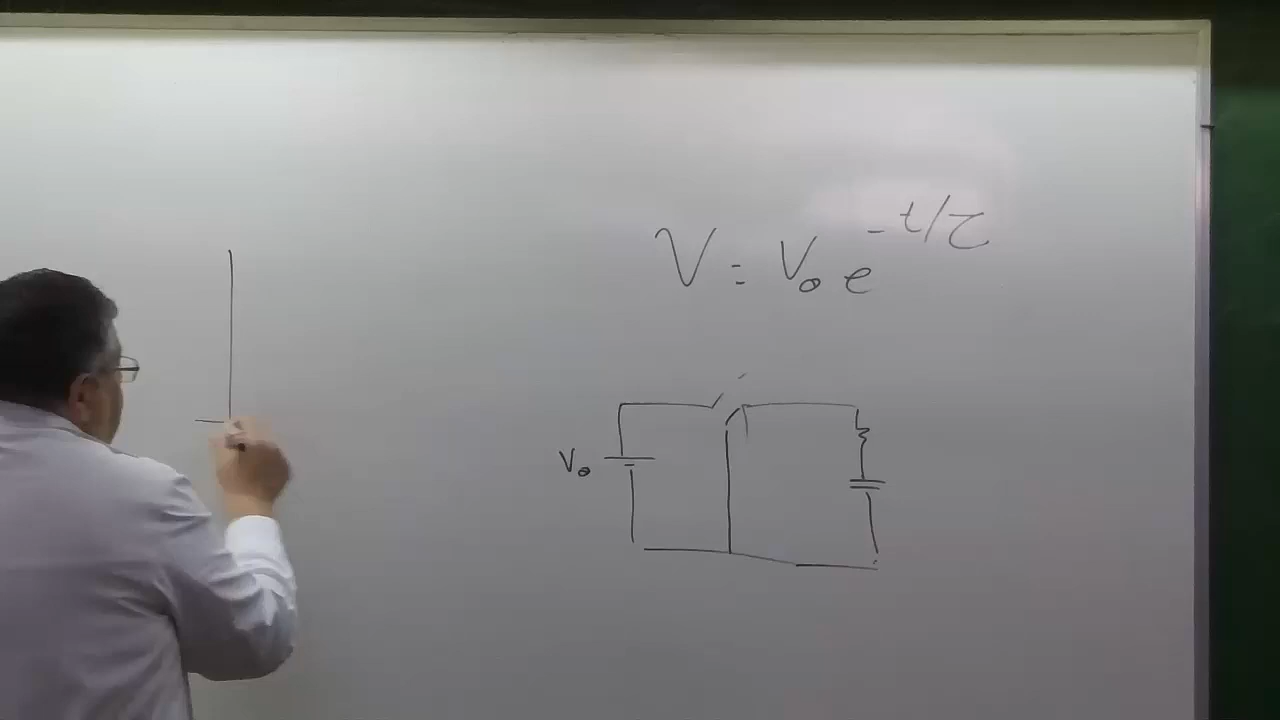 V = V₀ e^{-t/τ}
V₀